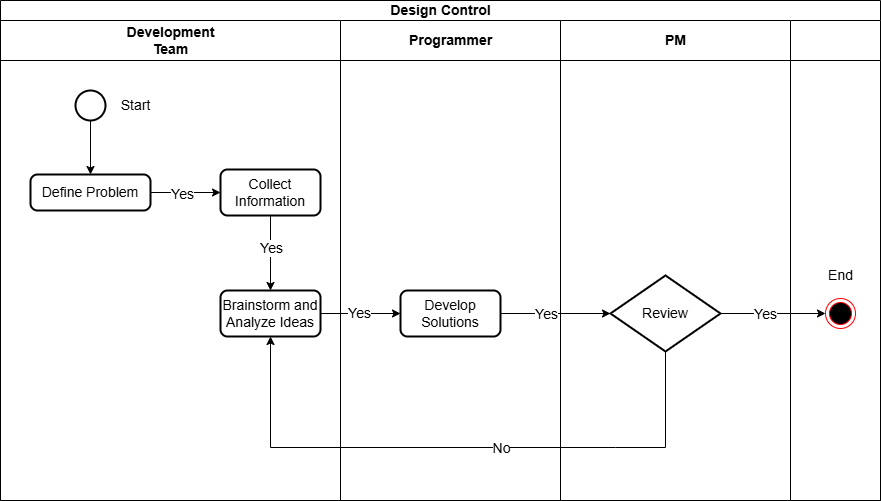 Design Control
Development
Team
Programmer
PM
Start
Define Problem
Yes
Collect
Information
Yes
Brainstorm and
Analyze Ideas
Yes
Develop
Solutions
Yes
Review
Yes
End
No